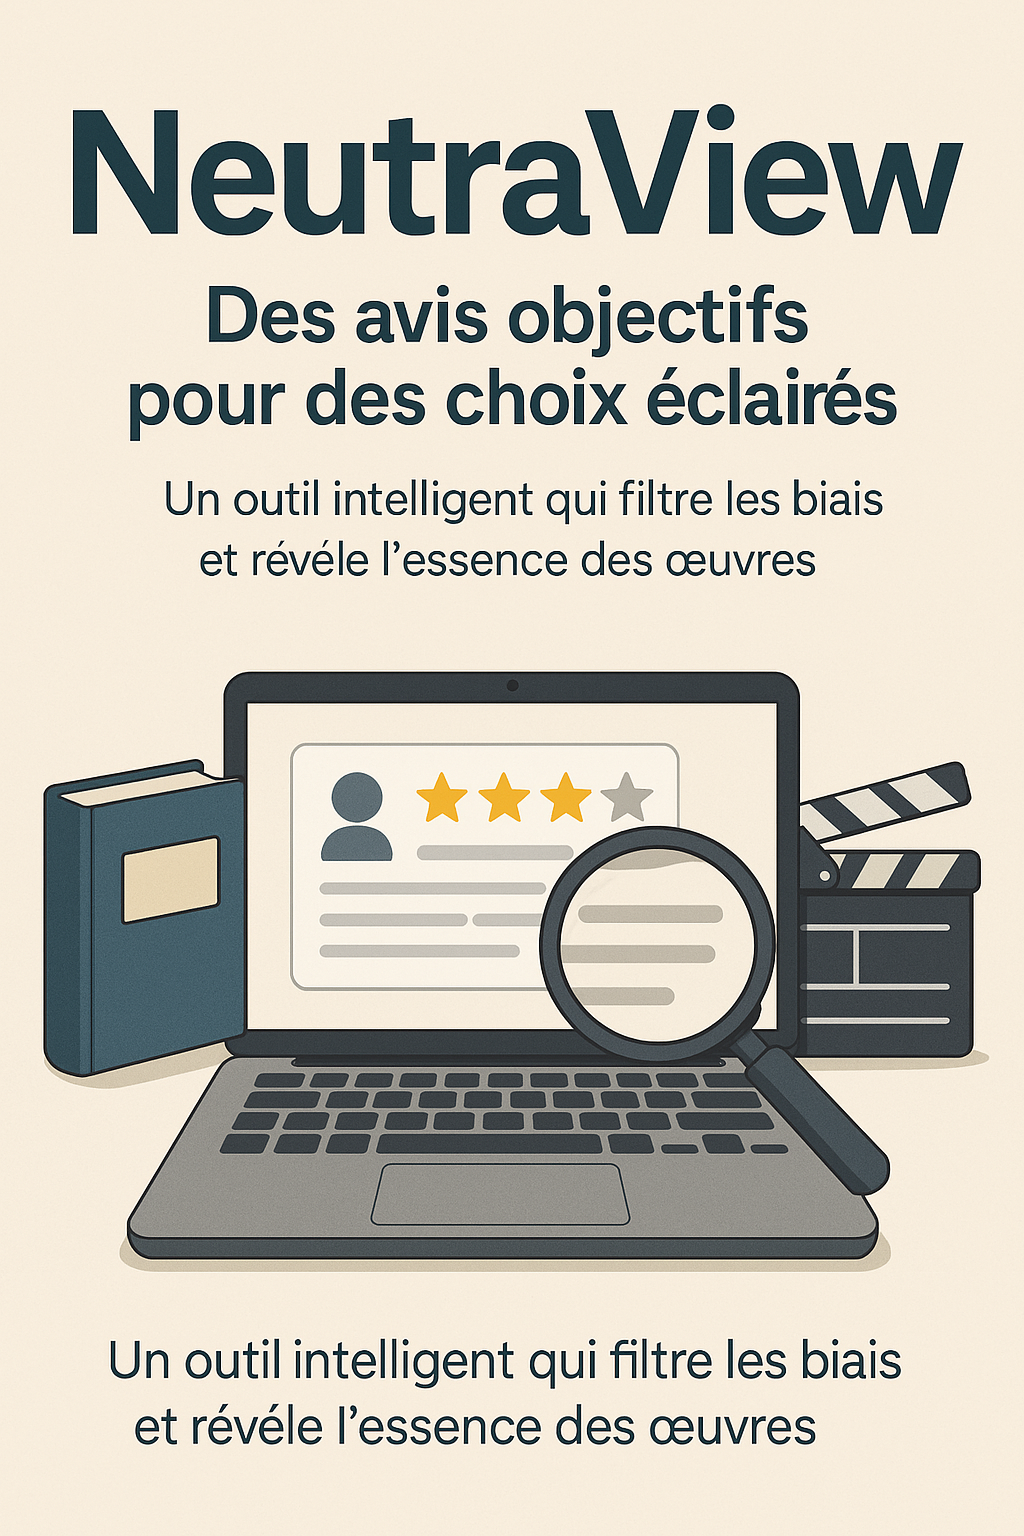 NeutraView
Des avis objectifs
pour des choix éclairés
Un outil intelligent qui filtre les biais
et révéle l’essence des œuvres
Un outil intelligent qui filtre les biais
et révéle l’essence des œuvres